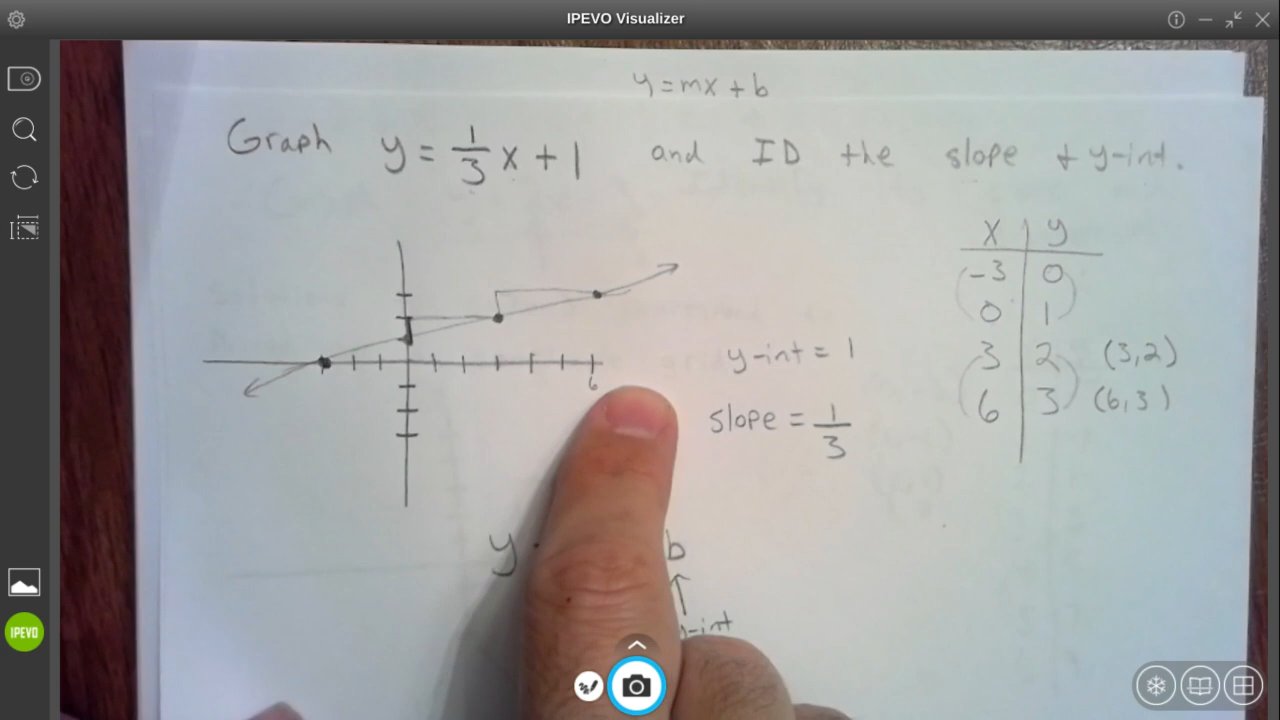 IPEVO Visualizer
y = mx + b
Graph y = 1/3 x + 1 and ID the slope + y-int.
x y
-3 0
0 1
3 2 (3,2)
6 3 (6,3)
6
y-int = 1
slope = 1/3
y b
IPEVO